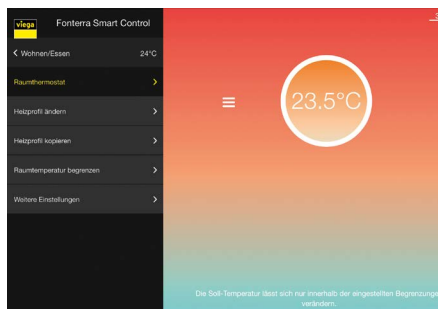 viega Fonterra Smart Control
Wohnen/Essen 24°C
Raumthermostat
Heizprofil ändern
Heizprofil kopieren
Raumtemperatur begrenzen
Weitere Einstellungen
23.5°C
Die Soll-Temperatur lässt sich nur innerhalb der eingestellten Begrenzunge
verändern.